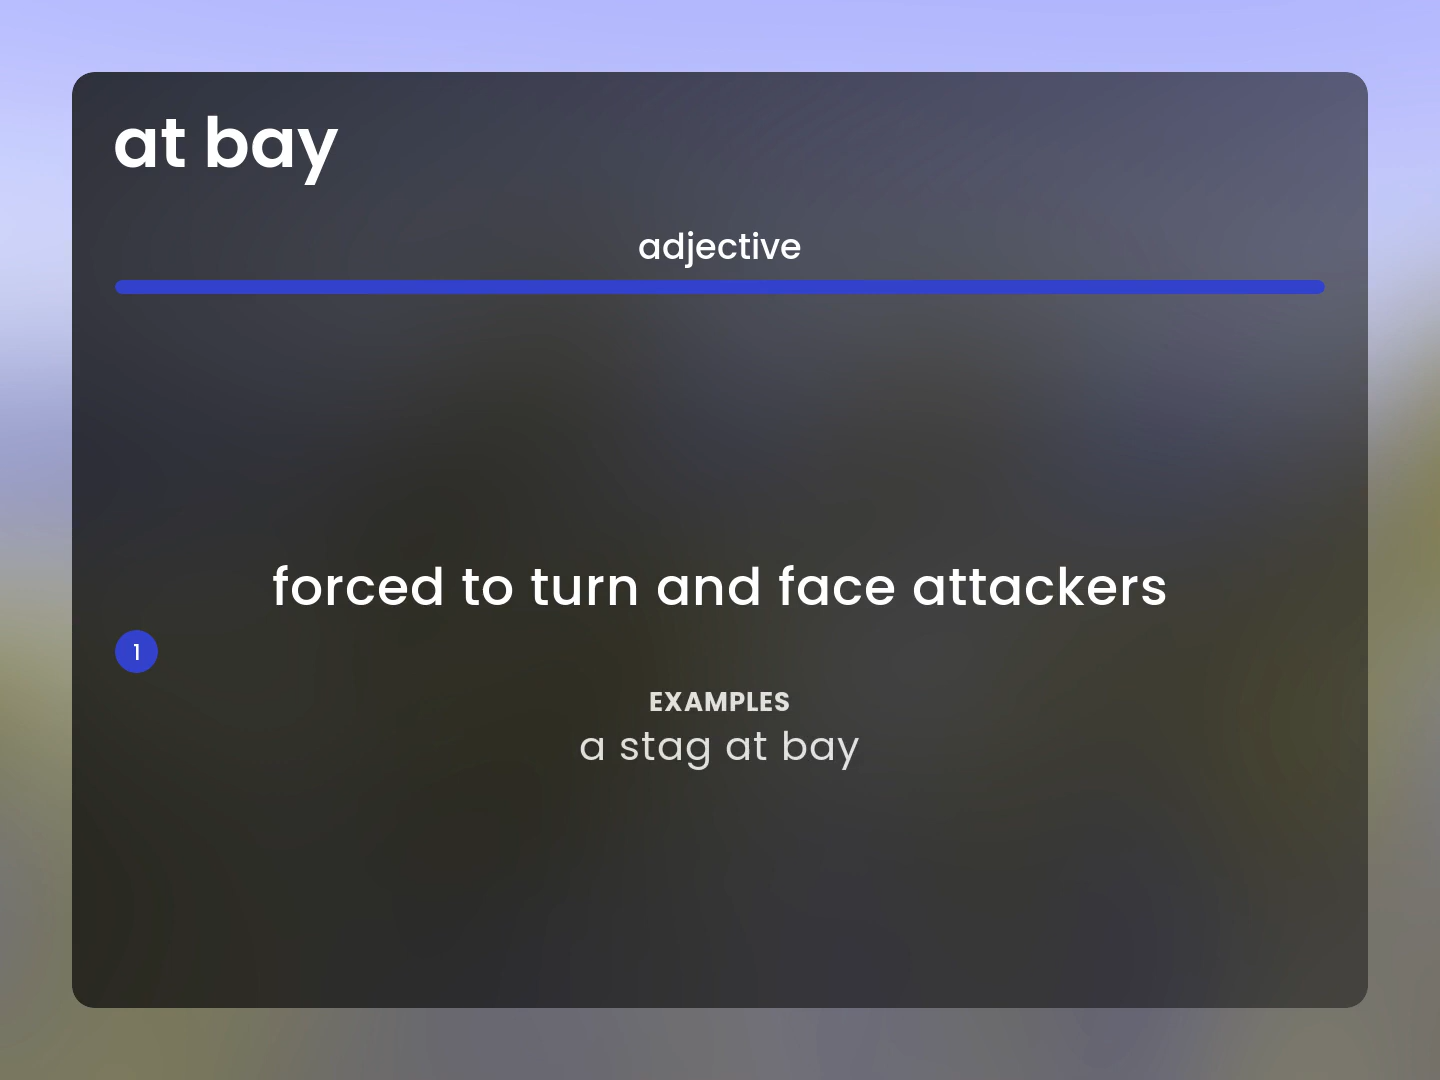 at bay
adjective
forced to turn and face attackers
1
EXAMPLES
a stag at bay